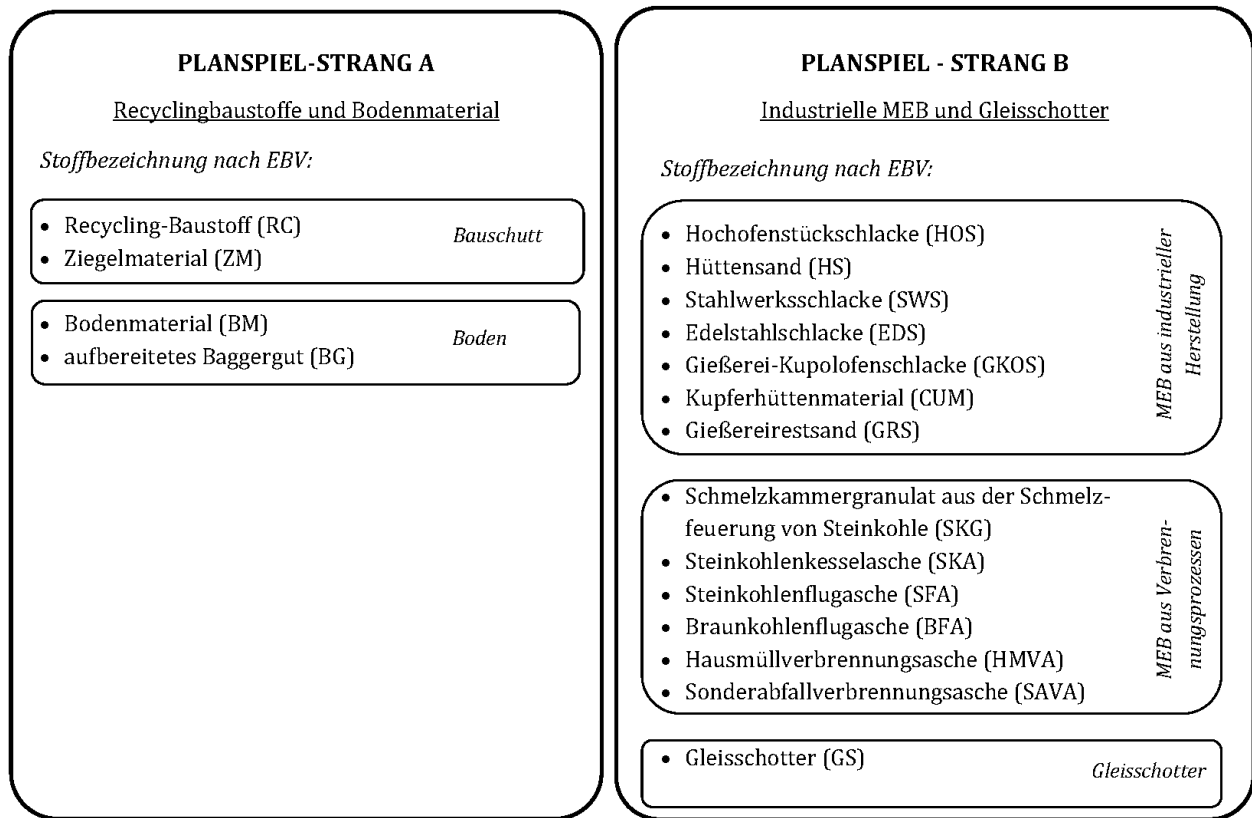 PLANSPIEL-STRANG A
Recyclingbaustoffe und Bodenmaterial
Stoffbezeichnung nach EBV:
• Recycling-Baustoff (RC)
• Ziegelmaterial (ZM)
Bauschutt
• Bodenmaterial (BM)
• aufbereitetes Baggergut (BG)
Boden
PLANSPIEL - STRANG B
Industrielle MEB und Gleisschotter
Stoffbezeichnung nach EBV:
• Hochofenstückschlacke (HOS)
• Hüttensand (HS)
• Stahlwerksschlacke (SWS)
• Edelstahlschlacke (EDS)
• Gießerei-Kupolofenschlacke (GKOS)
• Kupferhüttenmaterial (CUM)
• Gießereirestsand (GRS)
MEB aus industrieller
Herstellung
• Schmelzkammergranulat aus der Schmelz-
feuerung von Steinkohle (SKG)
• Steinkohlenkesselasche (SKA)
• Steinkohlenflugasche (SFA)
• Braunkohlenflugasche (BFA)
• Hausmüllverbrennungsasche (HMVA)
• Sonderabfallverbrennungsasche (SAVA)
MEB aus Verbren-
nungsprozessen
• Gleisschotter (GS)
Gleisschotter